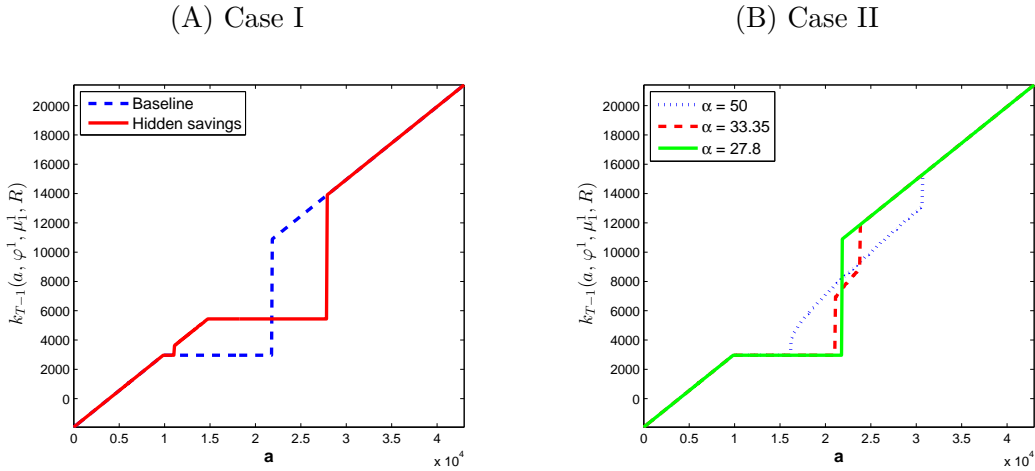 (A) Case I
20000
18000
16000
14000
12000
10000
8000
6000
4000
2000
0
k_{T−1}(a, φ^1, μ_1^1, R)
Baseline
Hidden savings
0 0.5 1 1.5 2 2.5 3 3.5 4
x 10^4
a
(B) Case II
20000
18000
16000
14000
12000
10000
8000
6000
4000
2000
0
k_{T−1}(a, φ^1, μ_1^1, R)
α = 50
α = 33.35
α = 27.8
0 0.5 1 1.5 2 2.5 3 3.5 4
x 10^4
a